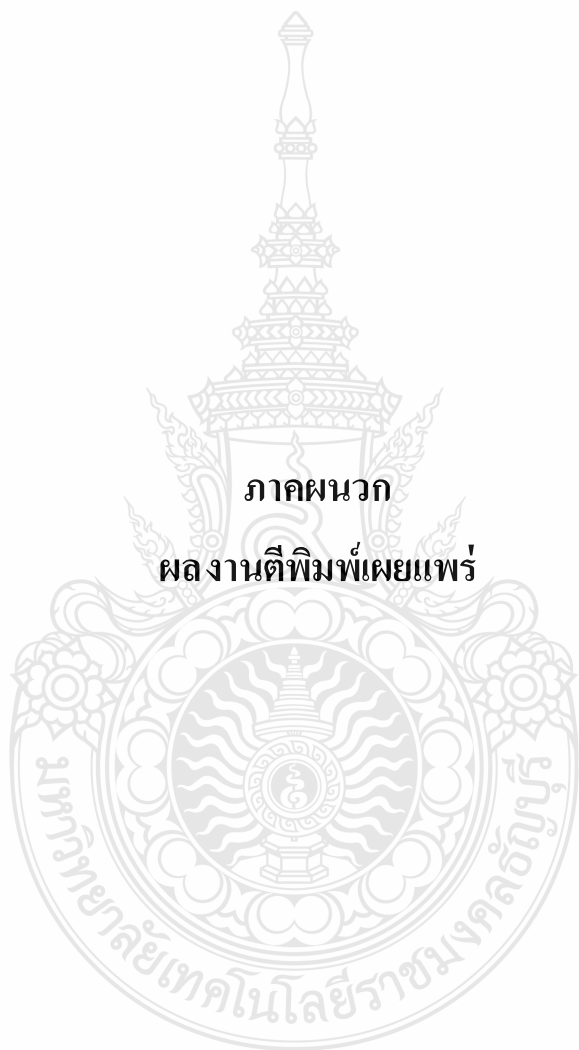 ภาคผนวก
ผลงานตีพิมพ์เผยแพร่
มหาวิทยาลัยเทคโนโลยีราชมงคลธัญบุรี